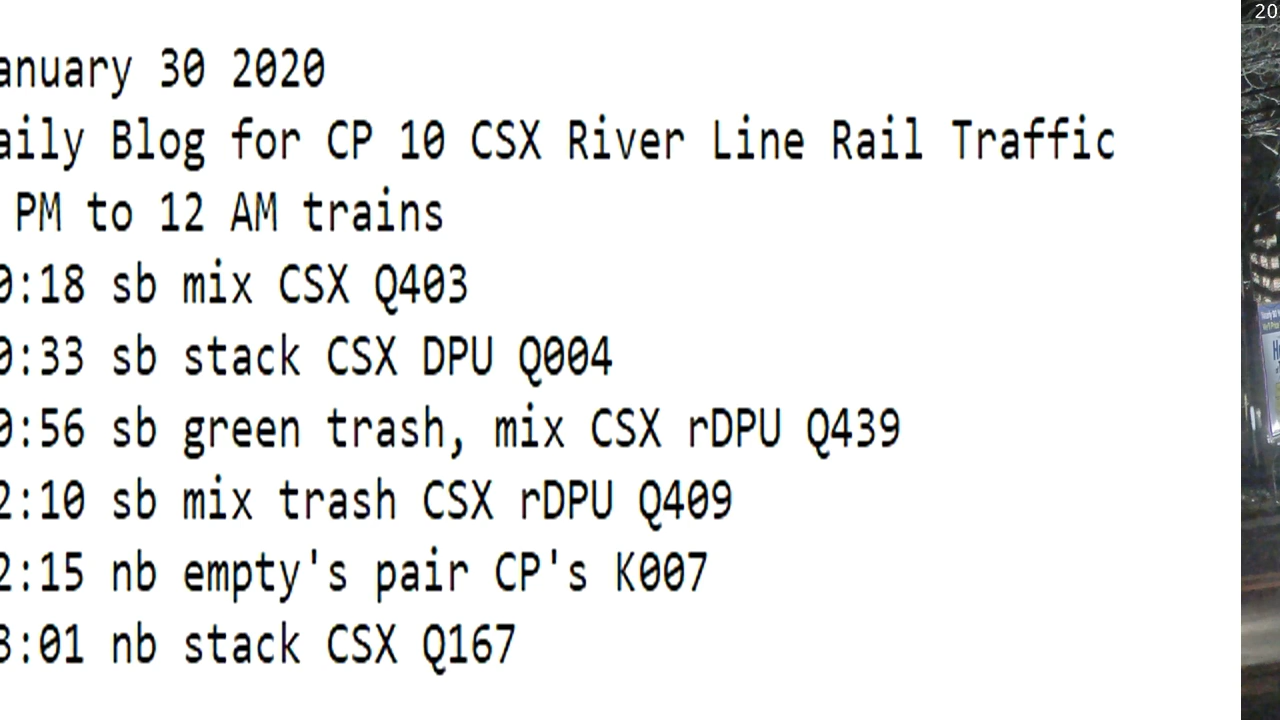 anuary 30 2020
aily Blog for CP 10 CSX River Line Rail Traffic
PM to 12 AM trains
0:18 sb mix CSX Q403
0:33 sb stack CSX DPU Q004
0:56 sb green trash, mix CSX rDPU Q439
2:10 sb mix trash CSX rDPU Q409
2:15 nb empty's pair CP's K007
3:01 nb stack CSX Q167
20